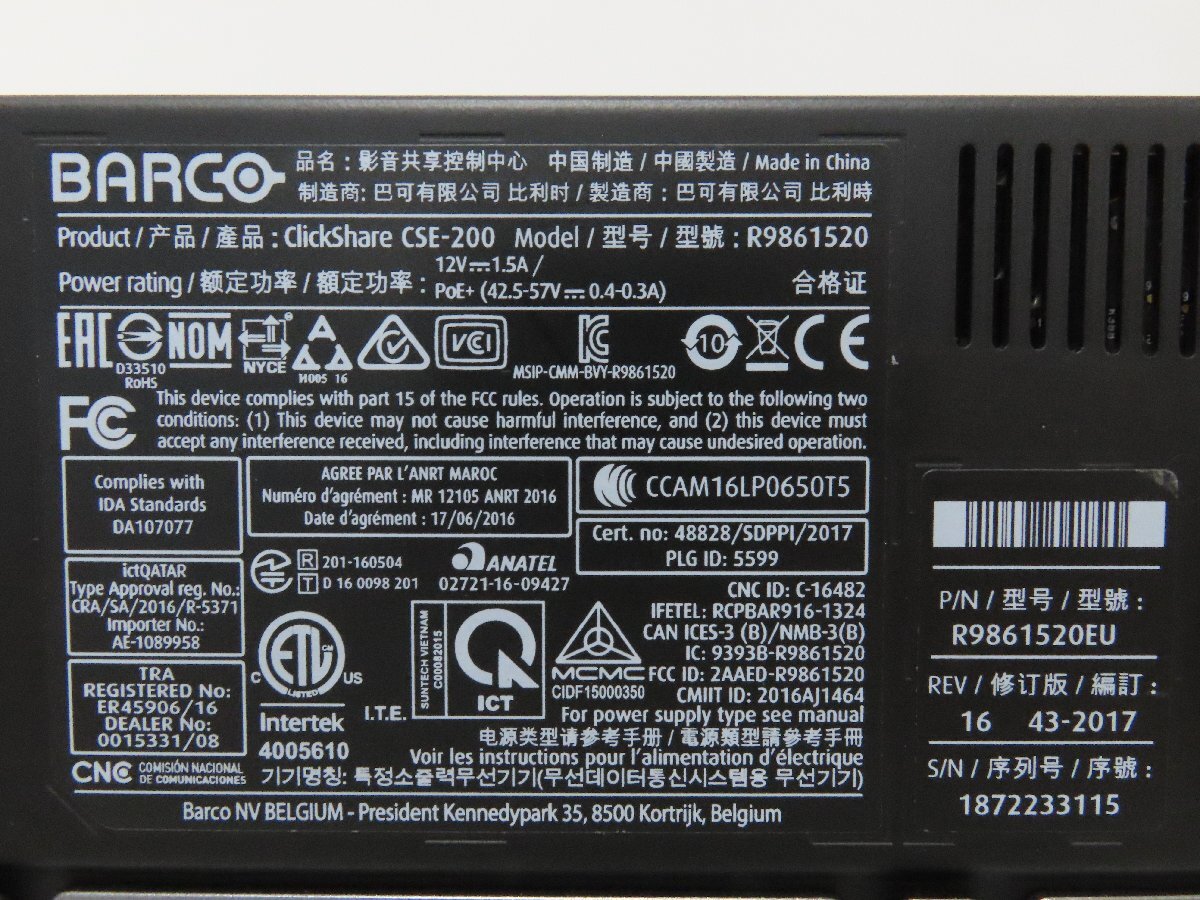 BARCO
品名：影音共享控制中心 中国制造 / 中國製造 / Made in China
制造商: 巴可有限公司 比利时 / 製造商：巴可有限公司 比利時
Product / 产品 / 產品 : ClickShare CSE-200 Model / 型号 / 型號 : R9861520
Power rating / 额定功率 / 額定功率 :
12V⎓1.5A /
PoE+ (42.5-57V⎓ 0.4-0.3A)
合格证
EAC
D33510
RoHS
NOM
NYCE
И005 16
VCI
MSIP-CMM-BVY-R9861520
10
CE
FC
This device complies with part 15 of the FCC rules. Operation is subject to the following two
conditions: (1) This device may not cause harmful interference, and (2) this device must
accept any interference received, including interference that may cause undesired operation.
Complies with
IDA Standards
DA107077
AGREE PAR L'ANRT MAROC
Numéro d'agrément : MR 12105 ANRT 2016
Date d'agrément : 17/06/2016
CCAM16LP0650T5
Cert. no: 48828/SDPPI/2017
PLG ID: 5599
ictQATAR
Type Approval reg. No.:
CRA/SA/2016/R-5371
Importer No.:
AE-1089958
R 201-160504
T D 16 0098 201
ANATEL
02721-16-09427
TRA
REGISTERED No:
ER45906/16
DEALER No:
0015331/08
ETL
C US
LISTED
Intertek
4005610
I.T.E.
SUNTECH VIETNAM
C00082015
ICT
MCMC
CIDF15000350
CNC ID: C-16482
IFETEL: RCPBAR916-1324
CAN ICES-3 (B)/NMB-3(B)
IC: 9393B-R9861520
FCC ID: 2AAED-R9861520
CMIIT ID: 2016AJ1464
For power supply type see manual
电源类型请参考手册 / 電源類型請參考手冊
Voir les instructions pour l'alimentation d'électrique
CNC COMISIÓN NACIONAL
DE COMUNICACIONES
기기명칭: 특정소출력무선기기(무선데이터통신시스템용 무선기기)
Barco NV BELGIUM - President Kennedypark 35, 8500 Kortrijk, Belgium
P/N / 型号 / 型號 :
R9861520EU
REV / 修订版 / 編訂 :
16 43-2017
S/N / 序列号 / 序號 :
1872233115